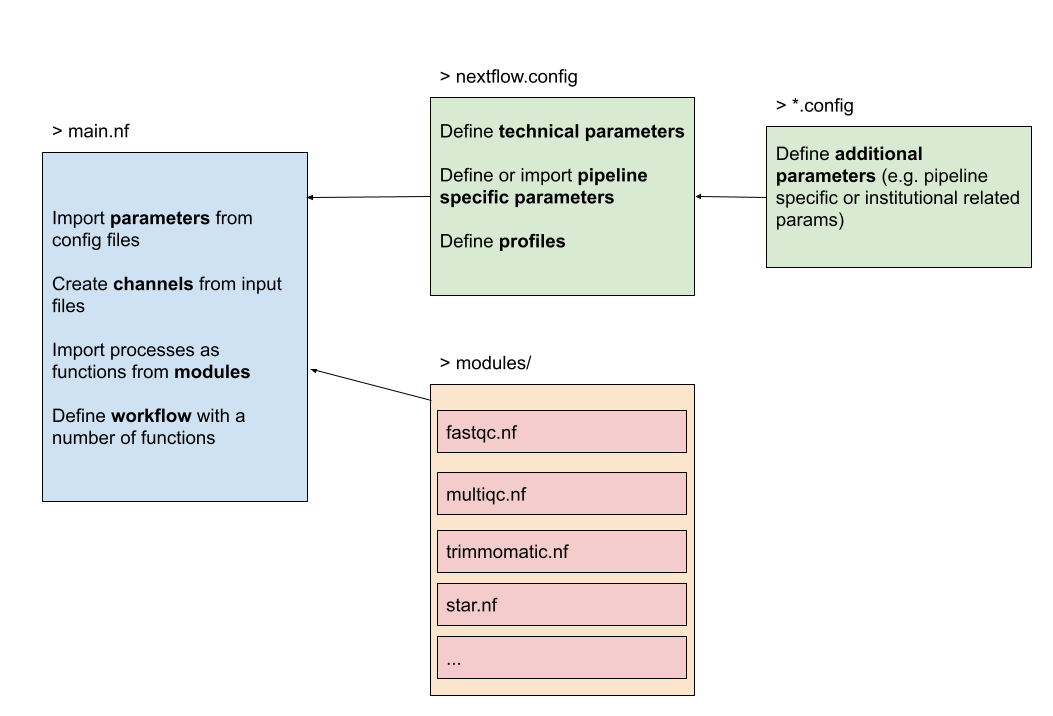 > main.nf
Import parameters from
config files
Create channels from input
files
Import processes as
functions from modules
Define workflow with a
number of functions
> nextflow.config
Define technical parameters
Define or import pipeline
specific parameters
Define profiles
> *.config
Define additional
parameters (e.g. pipeline
specific or institutional related
params)
> modules/
fastqc.nf
multiqc.nf
trimmomatic.nf
star.nf
...